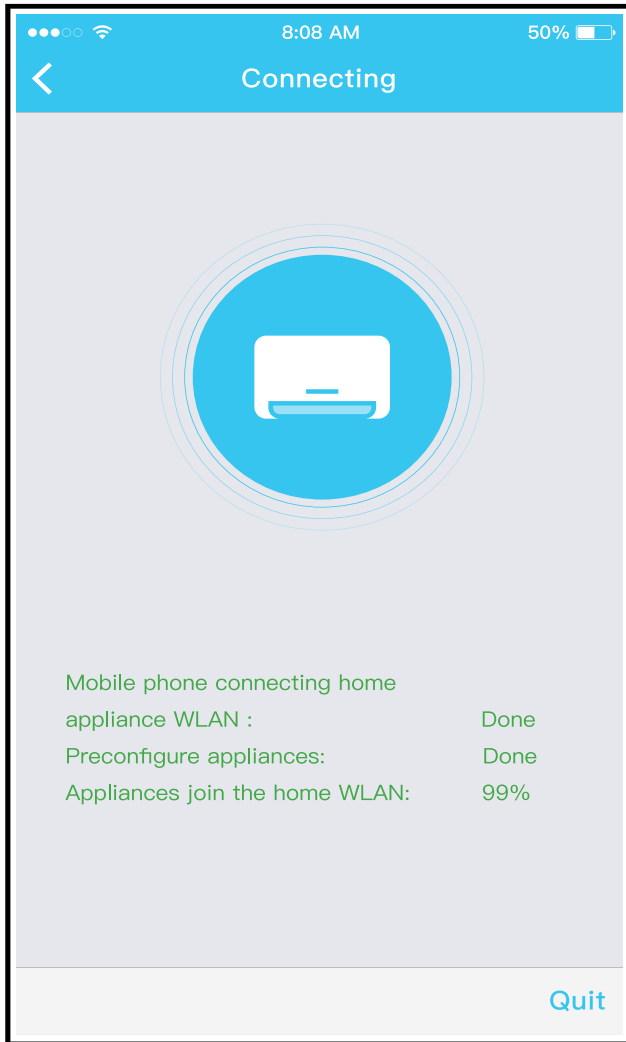 8:08 AM
50%
Connecting
Mobile phone connecting home
appliance WLAN : Done
Preconfigure appliances: Done
Appliances join the home WLAN: 99%
Quit